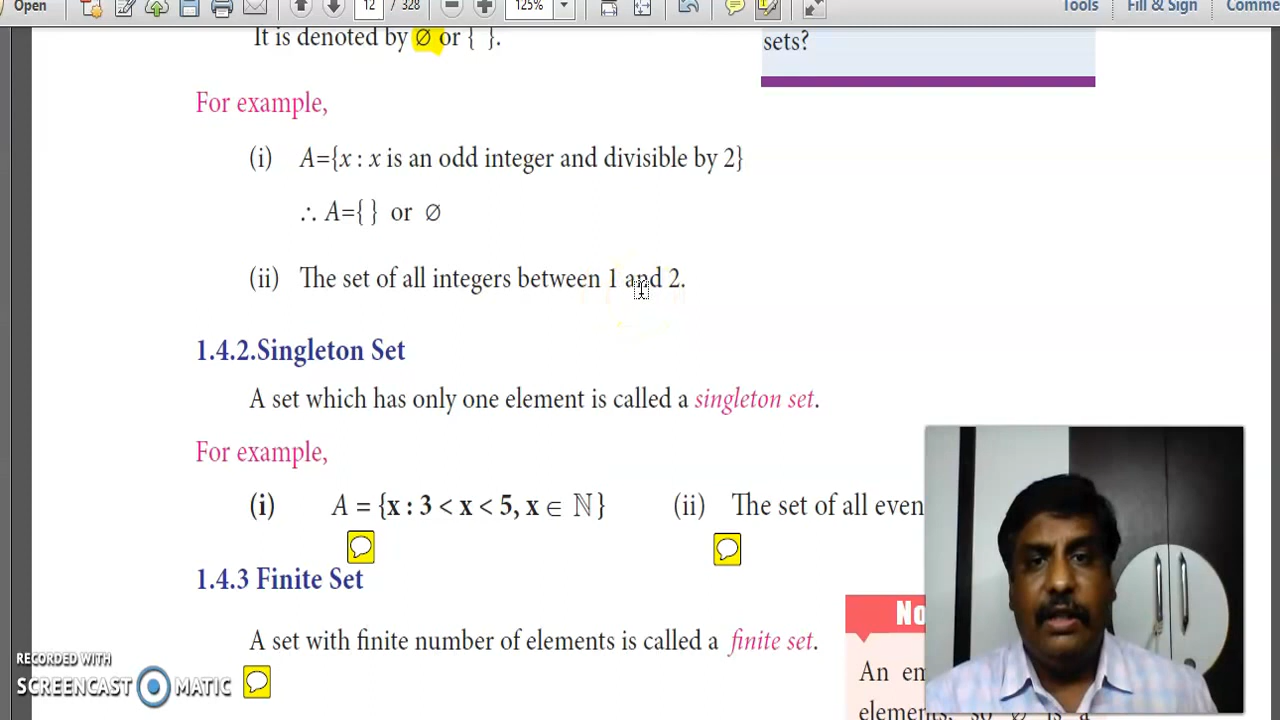 Open 12 / 328 125% Tools Fill & Sign
It is denoted by ∅ or { }.
sets?
For example,
(i) A={x : x is an odd integer and divisible by 2}
∴ A={ } or ∅
(ii) The set of all integers between 1 and 2.
1.4.2.Singleton Set
A set which has only one element is called a singleton set.
For example,
(i) A = {x : 3 < x < 5, x ∈ ℕ} (ii) The set of all even
1.4.3 Finite Set
A set with finite number of elements is called a finite set.
An
elements, so ∅ is a
RECORDED WITH
SCREENCAST MATIC